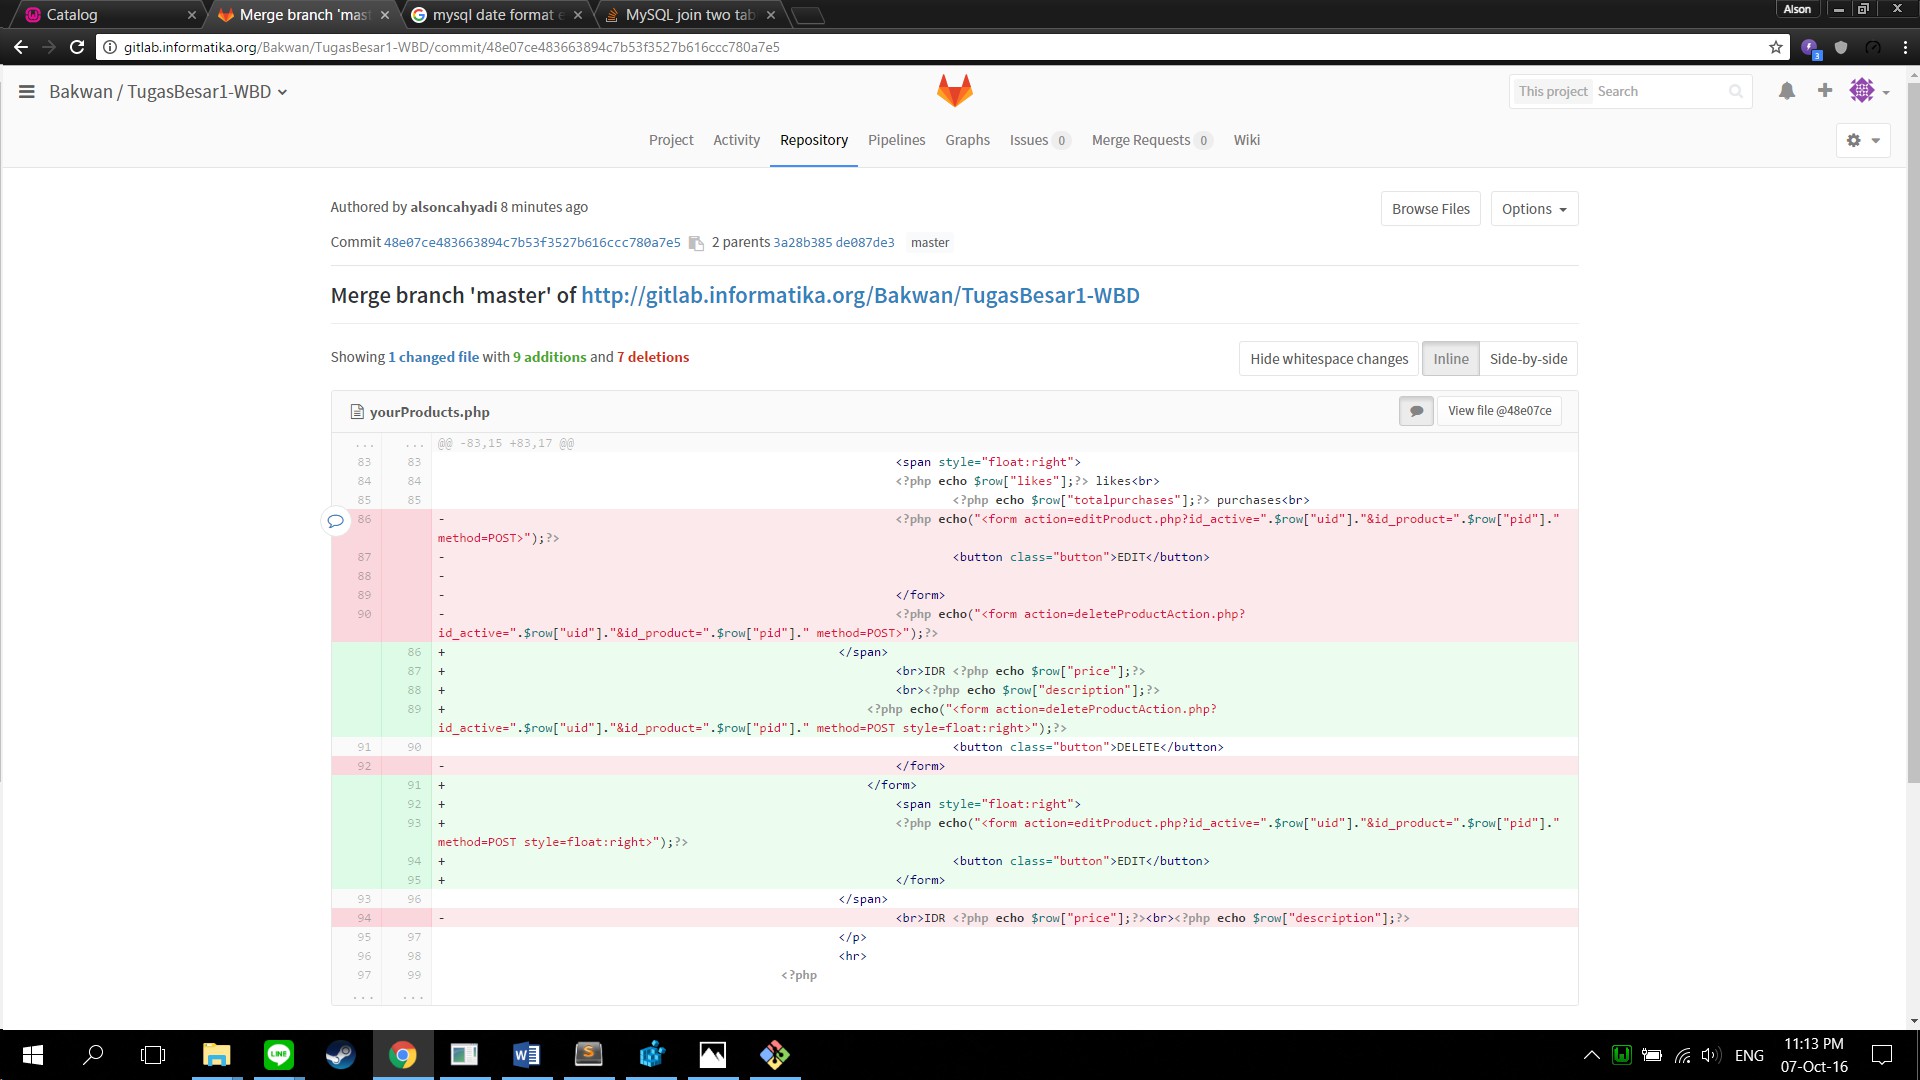 Catalog
Merge branch 'mast
mysql date format e
MySQL join two tab
Alson
gitlab.informatika.org/Bakwan/TugasBesar1-WBD/commit/48e07ce483663894c7b53f3527b616ccc780a7e5
3
Bakwan / TugasBesar1-WBD
This project Search
Project Activity Repository Pipelines Graphs Issues 0 Merge Requests 0 Wiki
Authored by alsoncahyadi 8 minutes ago
Browse Files Options
Commit 48e07ce483663894c7b53f3527b616ccc780a7e5 2 parents 3a28b385 de087de3 master
Merge branch 'master' of http://gitlab.informatika.org/Bakwan/TugasBesar1-WBD
Showing 1 changed file with 9 additions and 7 deletions
Hide whitespace changes Inline Side-by-side
yourProducts.php
View file @48e07ce
... ... @@ -83,15 +83,17 @@
83 83 <span style="float:right">
84 84 <?php echo $row["likes"];?> likes<br>
85 85 <?php echo $row["totalpurchases"];?> purchases<br>
86 - <?php echo("<form action=editProduct.php?id_active=".$row["uid"]."&id_product=".$row["pid"]."
method=POST>");?>
87 - <button class="button">EDIT</button>
88 -
89 - </form>
90 - <?php echo("<form action=deleteProductAction.php?
id_active=".$row["uid"]."&id_product=".$row["pid"]." method=POST>");?>
86 + </span>
87 + <br>IDR <?php echo $row["price"];?>
88 + <br><?php echo $row["description"];?>
89 + <?php echo("<form action=deleteProductAction.php?
id_active=".$row["uid"]."&id_product=".$row["pid"]." method=POST style=float:right>");?>
91 90 <button class="button">DELETE</button>
92 - </form>
91 + </form>
92 + <span style="float:right">
93 + <?php echo("<form action=editProduct.php?id_active=".$row["uid"]."&id_product=".$row["pid"]."
method=POST style=float:right>");?>
94 + <button class="button">EDIT</button>
95 + </form>
93 96 </span>
94 - <br>IDR <?php echo $row["price"];?><br><?php echo $row["description"];?>
95 97 </p>
96 98 <hr>
97 99 <?php
... ...
LINE
W
S
ENG
11:13 PM
07-Oct-16